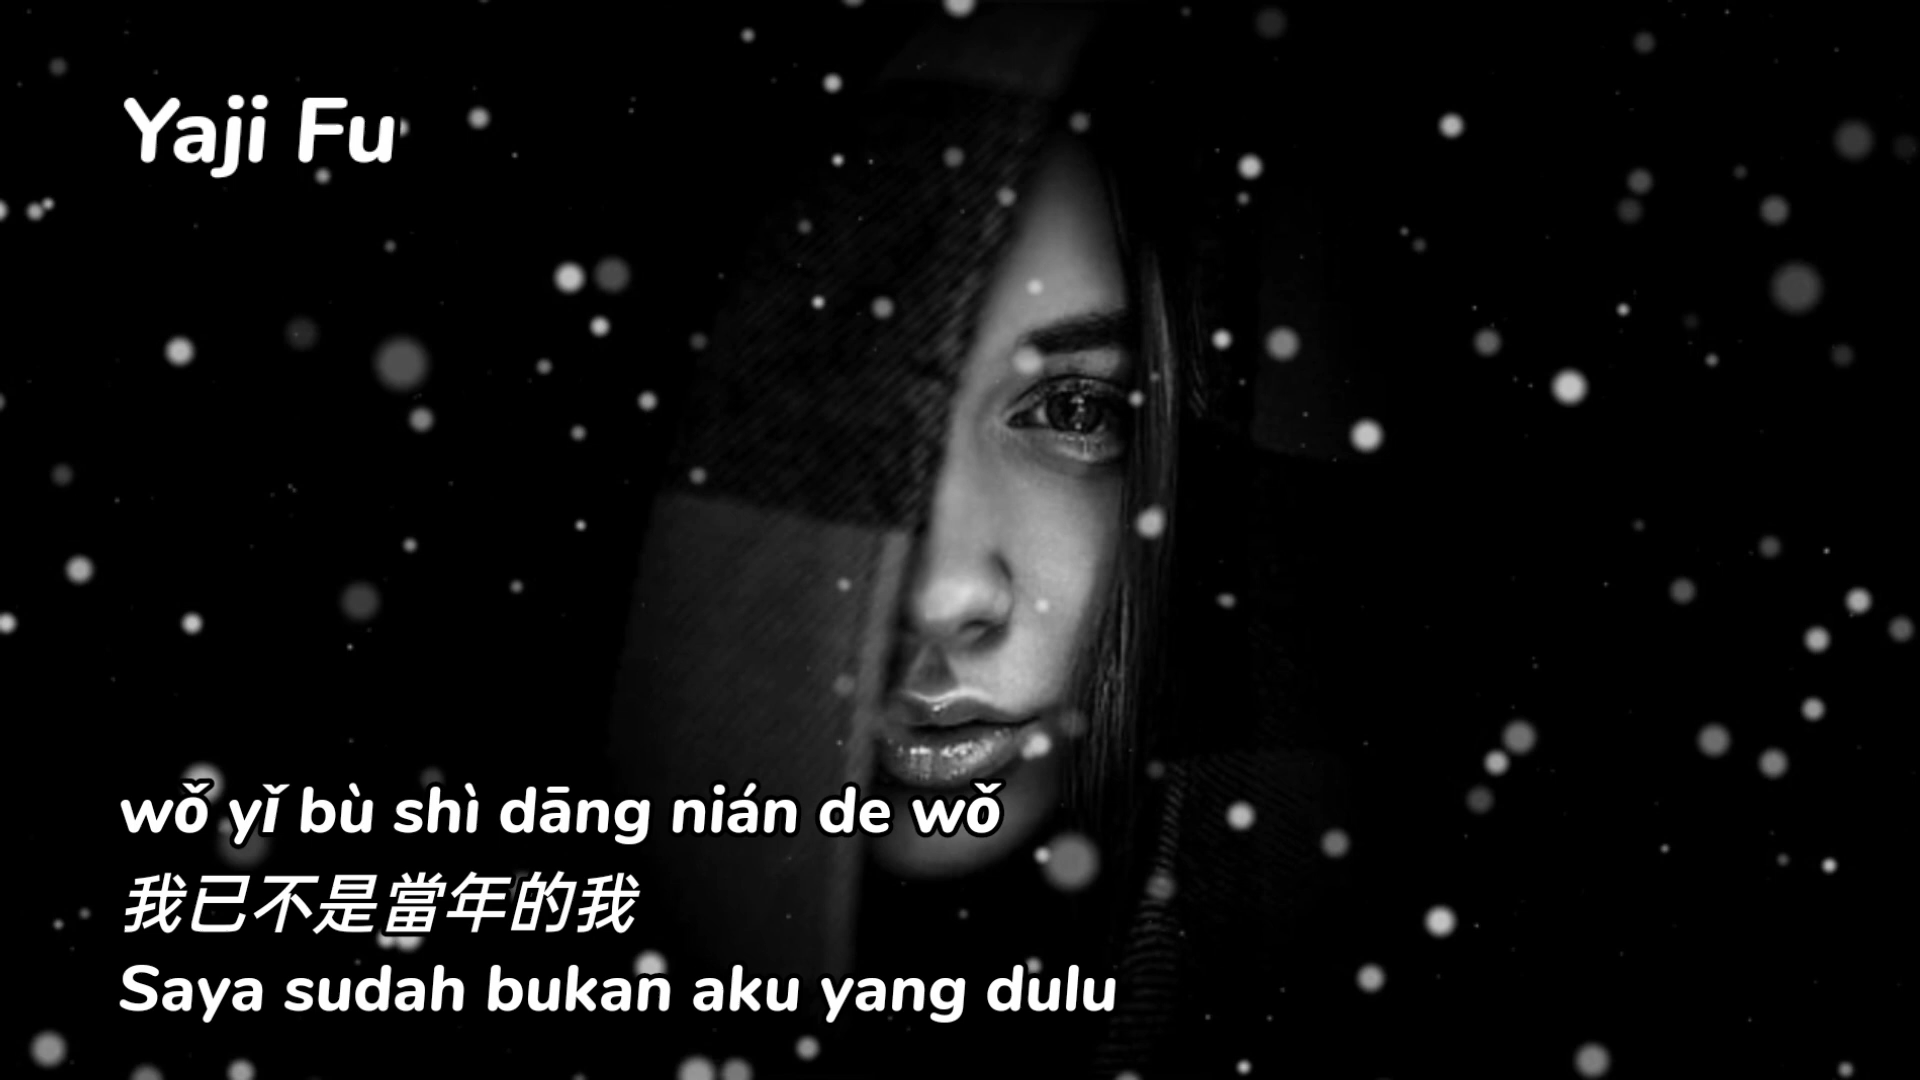 Yaji Fu
wǒ yǐ bù shì dāng nián de wǒ
我已不是當年的我
Saya sudah bukan aku yang dulu